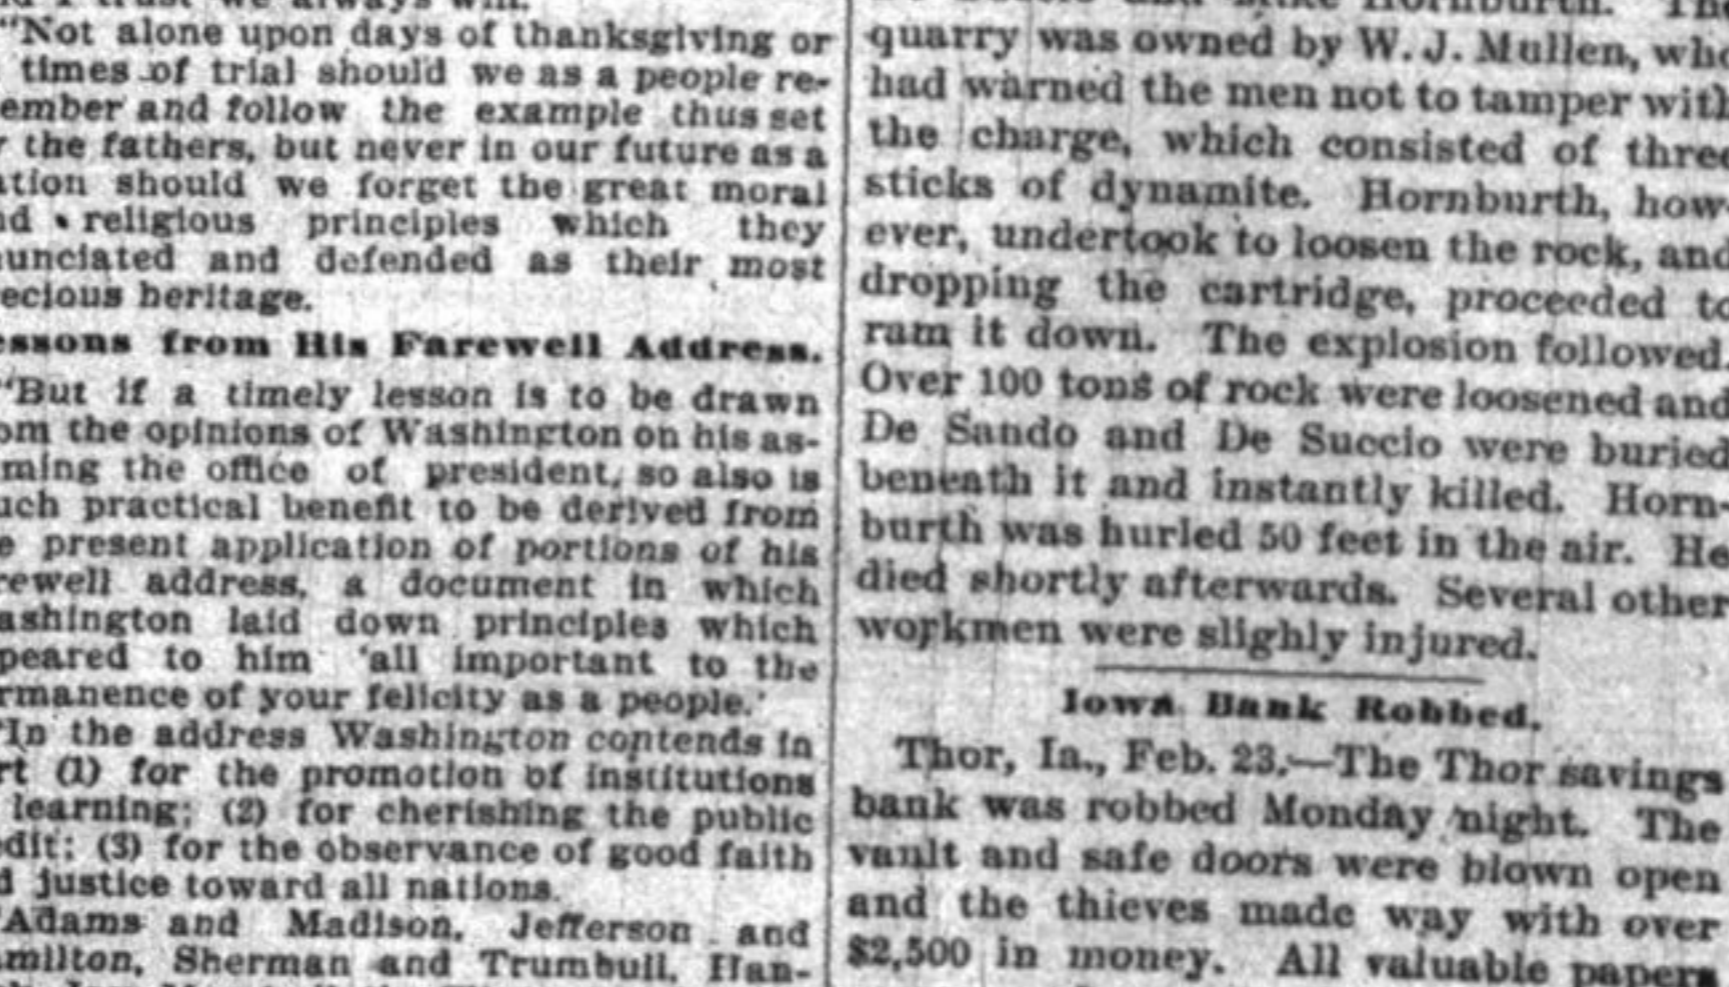 "Not alone upon days of thanksgiving or
times of trial should we as a people re-
ember and follow the example thus set
the fathers, but never in our future as a
ation should we forget the great moral
nd religious principles which they
nunciated and defended as their most
ecious heritage.
essons from His Farewell Address.
"But if a timely lesson is to be drawn
om the opinions of Washington on his as-
ming the office of president, so also is
uch practical benefit to be derived from
e present application of portions of his
rewell address, a document in which
ashington laid down principles which
peared to him 'all important to the
rmanence of your felicity as a people.'
"In the address Washington contends in
rt (1) for the promotion of institutions
learning; (2) for cherishing the public
edit; (3) for the observance of good faith
d justice toward all nations.
"Adams and Madison, Jefferson and
milton, Sherman and Trumbull, Han-
quarry was owned by W. J. Mullen, who
had warned the men not to tamper with
the charge, which consisted of three
sticks of dynamite. Hornburth, how-
ever, undertook to loosen the rock, and
dropping the cartridge, proceeded to
ram it down. The explosion followed.
Over 100 tons of rock were loosened and
De Sando and De Succio were buried
beneath it and instantly killed. Horn-
burth was hurled 50 feet in the air. He
died shortly afterwards. Several other
workmen were slighly injured.
Iowa Bank Robbed.
Thor, Ia., Feb. 23.—The Thor savings
bank was robbed Monday night. The
vault and safe doors were blown open
and the thieves made way with over
$2,500 in money. All valuable papers